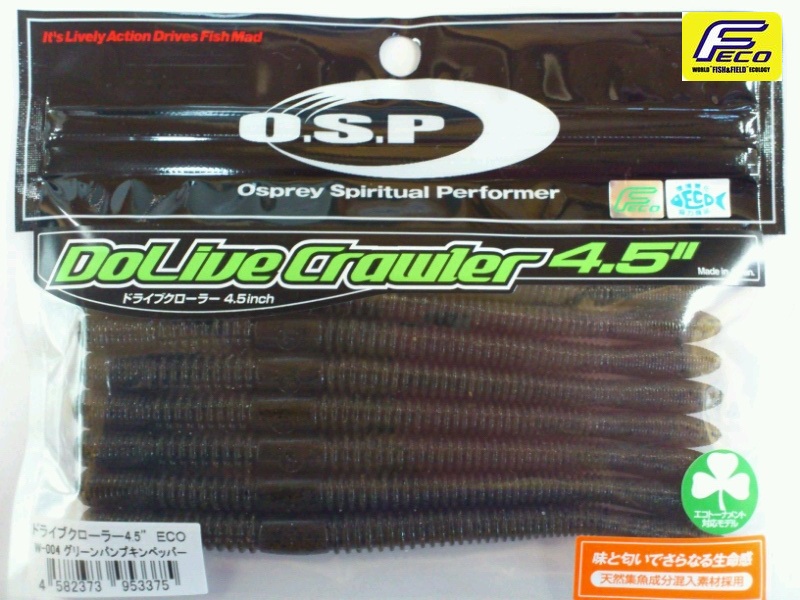 It's Lively Action Drives Fish Mad
Feco
WORLD "FISH&FIELD" ECOLOGY
O.S.P
Osprey Spiritual Performer
Feco
ECO
DoLive Crawler 4.5"
ドライブクローラー 4.5inch
Made in Japan.
エコトーナメント
対応モデル
ドライブクローラー4.5" ECO
W-004 グリーンパンプキンペッパー
4 582373 953375
味と匂いでさらなる生命感
天然集魚成分混入素材採用